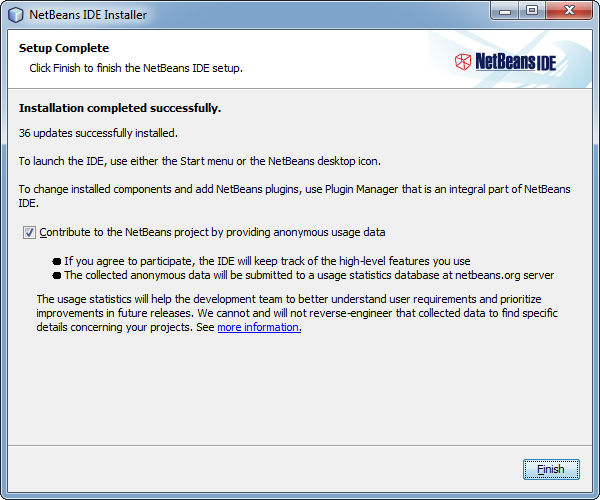 NetBeans IDE Installer
Setup Complete
Click Finish to finish the NetBeans IDE setup.
NetBeans IDE
Installation completed successfully.
36 updates successfully installed.
To launch the IDE, use either the Start menu or the NetBeans desktop icon.
To change installed components and add NetBeans plugins, use Plugin Manager that is an integral part of NetBeans
IDE.
Contribute to the NetBeans project by providing anonymous usage data
● If you agree to participate, the IDE will keep track of the high-level features you use
● The collected anonymous data will be submitted to a usage statistics database at netbeans.org server
The usage statistics will help the development team to better understand user requirements and prioritize
improvements in future releases. We cannot and will not reverse-engineer that collected data to find specific
details concerning your projects. See more information.
Finish